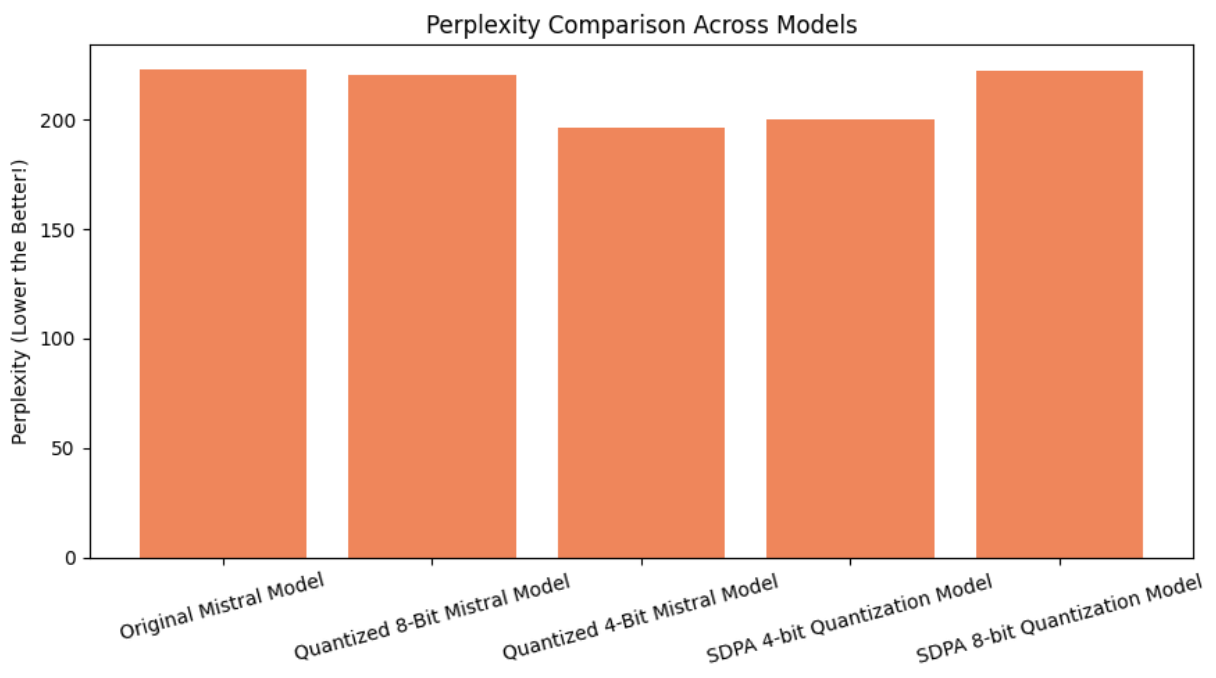 Perplexity Comparison Across Models
Perplexity (Lower the Better!)
200
150
100
50
0
Original Mistral Model
Quantized 8-Bit Mistral Model
Quantized 4-Bit Mistral Model
SDPA 4-bit Quantization Model
SDPA 8-bit Quantization Model